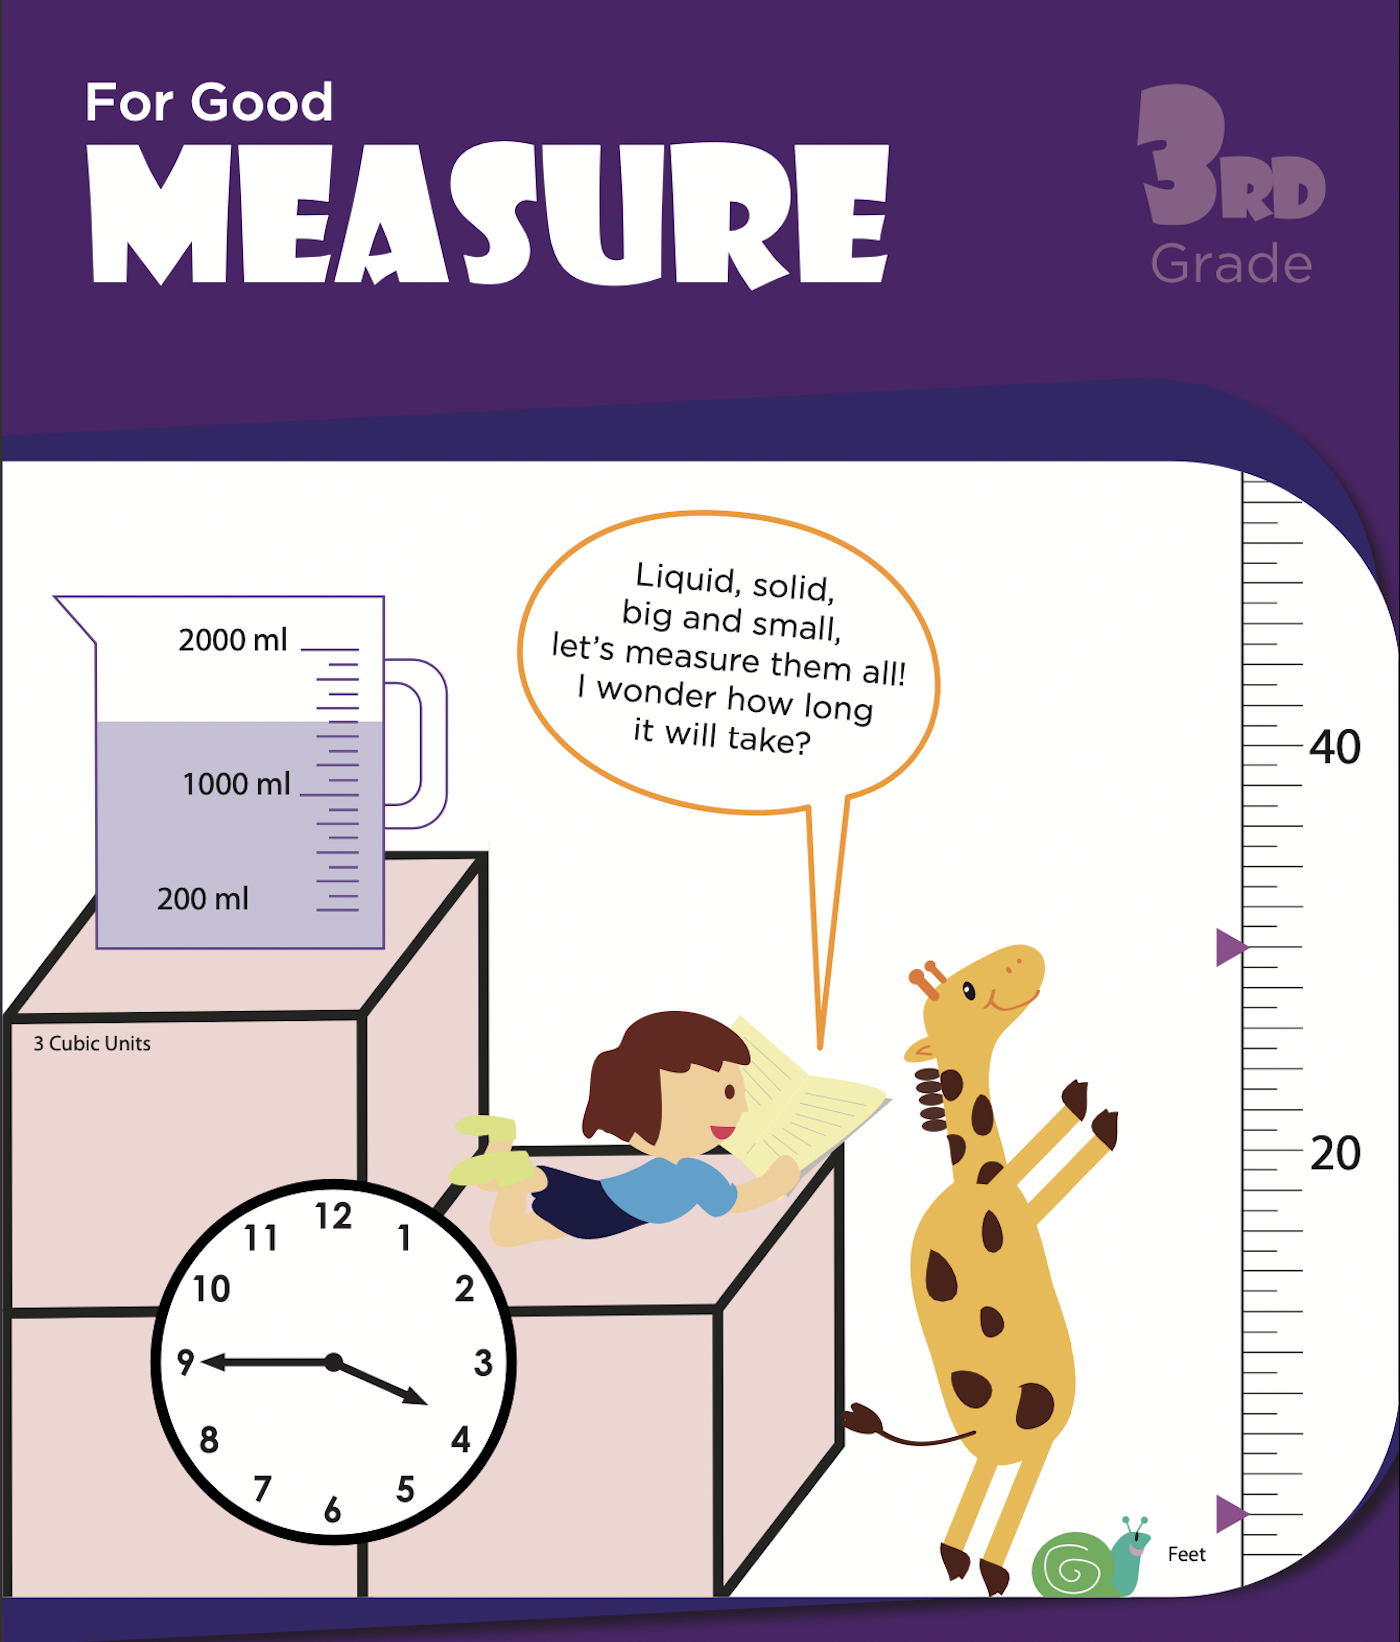 For Good
MEASURE
3RD
Grade
Liquid, solid,
big and small,
let's measure them all!
I wonder how long
it will take?
2000 ml
1000 ml
200 ml
3 Cubic Units
12
11
1
10
2
9
3
8
4
7
5
6
40
20
Feet